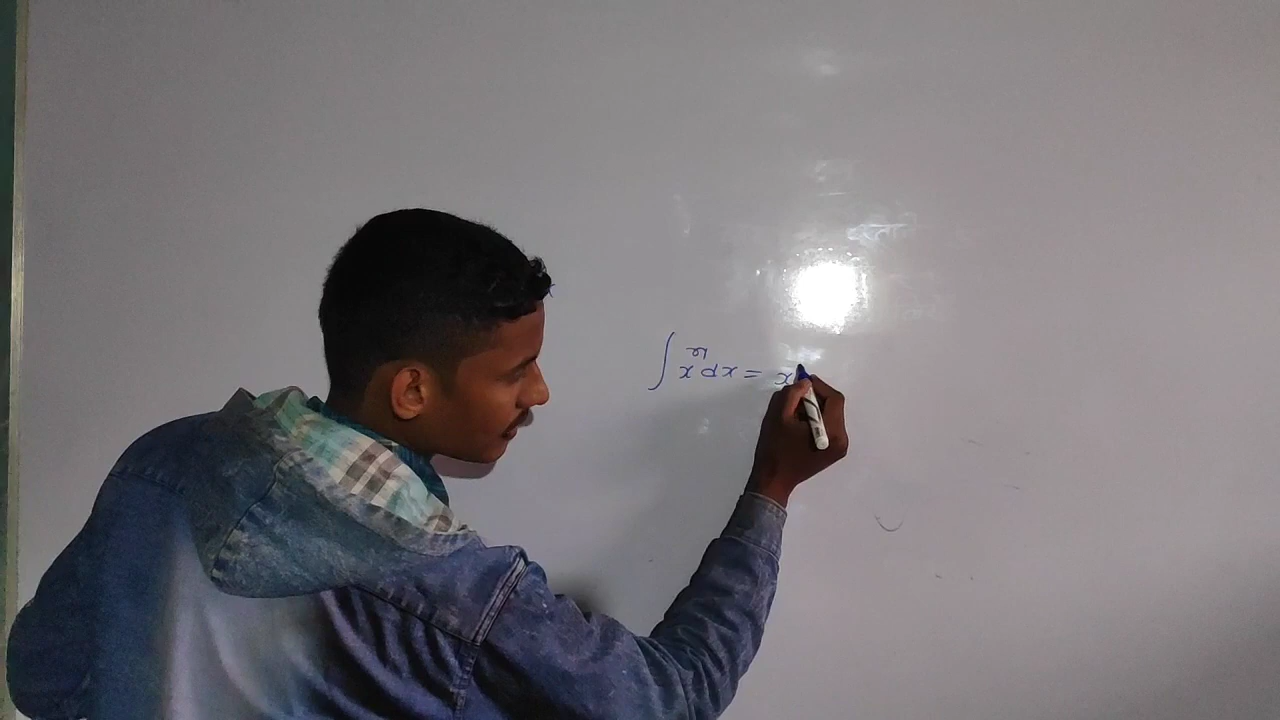 ∫xⁿdx = x